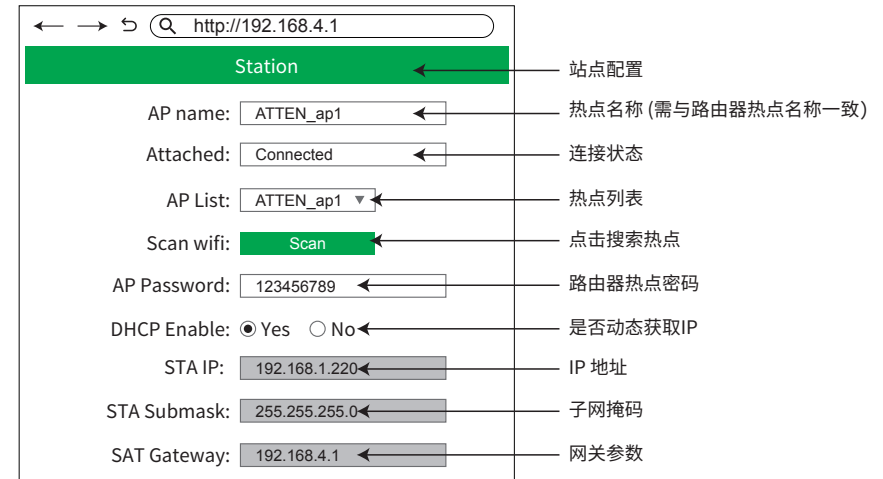 http://192.168.4.1
Station
站点配置
AP name: ATTEN_ap1
热点名称 (需与路由器热点名称一致)
Attached: Connected
连接状态
AP List: ATTEN_ap1
热点列表
Scan wifi: Scan
点击搜索热点
AP Password: 123456789
路由器热点密码
DHCP Enable: Yes No
是否动态获取IP
STA IP: 192.168.1.220
IP 地址
STA Submask: 255.255.255.0
子网掩码
SAT Gateway: 192.168.4.1
网关参数